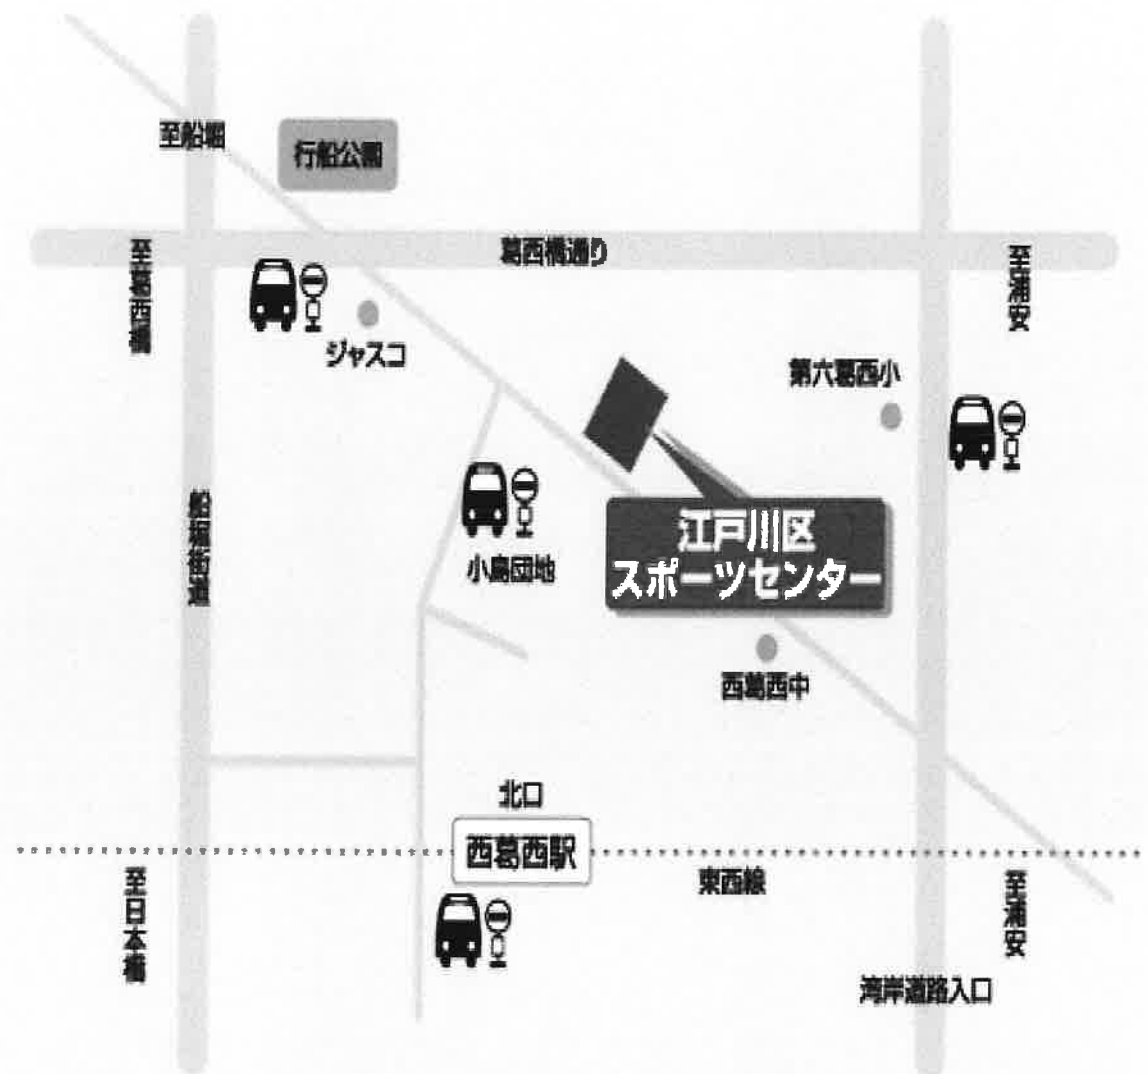 至船堀
行船公園
葛西橋通り
至葛西橋
至浦安
ジャスコ
第六葛西小
船堀街道
小島団地
江戸川区
スポーツセンター
西葛西中
北口
西葛西駅
東西線
至日本橋
至浦安
湾岸道路入口